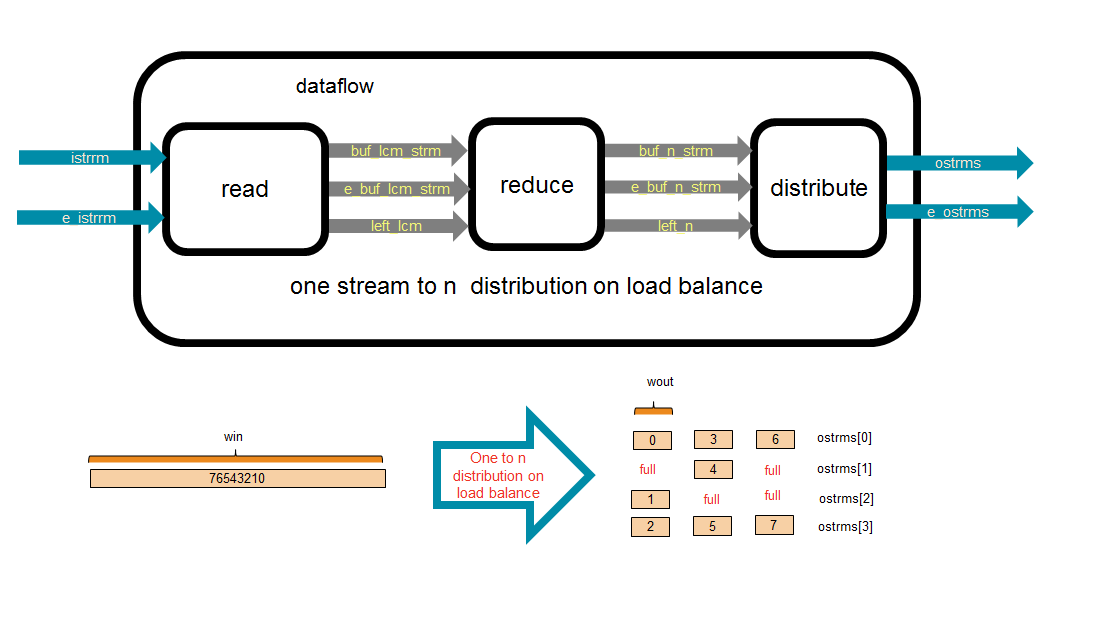 dataflow
istrrm
e_istrrm
read
buf_lcm_strm
e_buf_lcm_strm
left_lcm
reduce
buf_n_strm
e_buf_n_strm
left_n
distribute
ostrms
e_ostrms
one stream to n distribution on load balance
win
76543210
One to n
distribution on
load balance
wout
0 3 6 ostrms[0]
full 4 full ostrms[1]
1 full full ostrms[2]
2 5 7 ostrms[3]